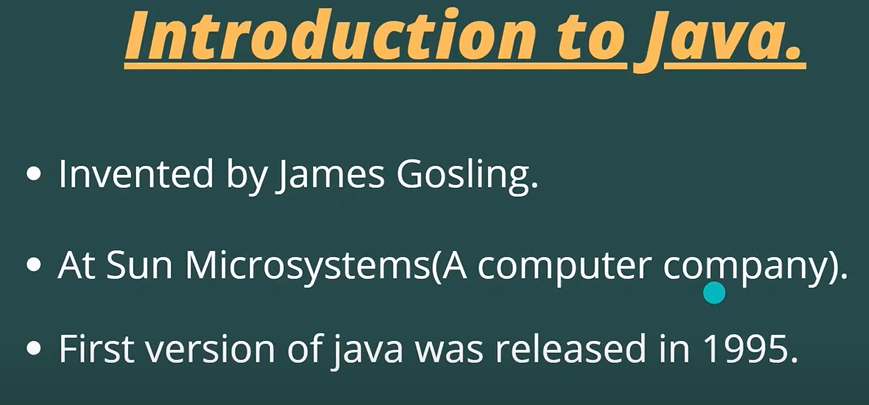 Introduction to Java.
• Invented by James Gosling.
• At Sun Microsystems(A computer company).
• First version of java was released in 1995.